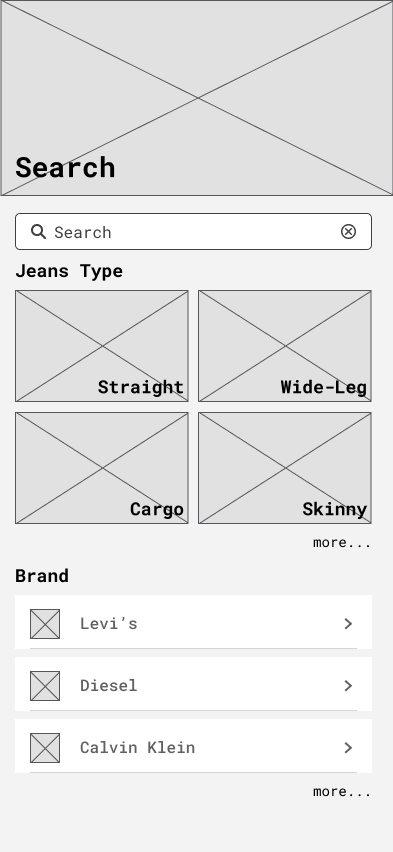 Search
Search
Jeans Type
Straight
Wide-Leg
Cargo
Skinny
more...
Brand
Levi’s
Diesel
Calvin Klein
more...